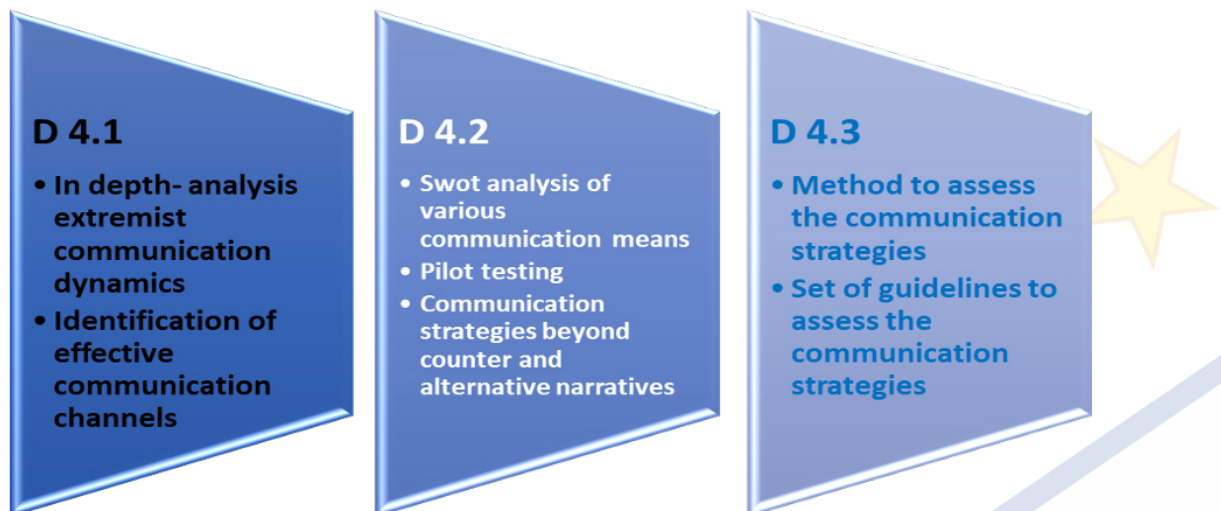 D 4.1
• In depth- analysis
extremist
communication
dynamics
• Identification of
effective
communication
channels
D 4.2
• Swot analysis of
various
communication means
• Pilot testing
• Communication
strategies beyond
counter and
alternative narratives
D 4.3
• Method to assess
the communication
strategies
• Set of guidelines to
assess the
communication
strategies